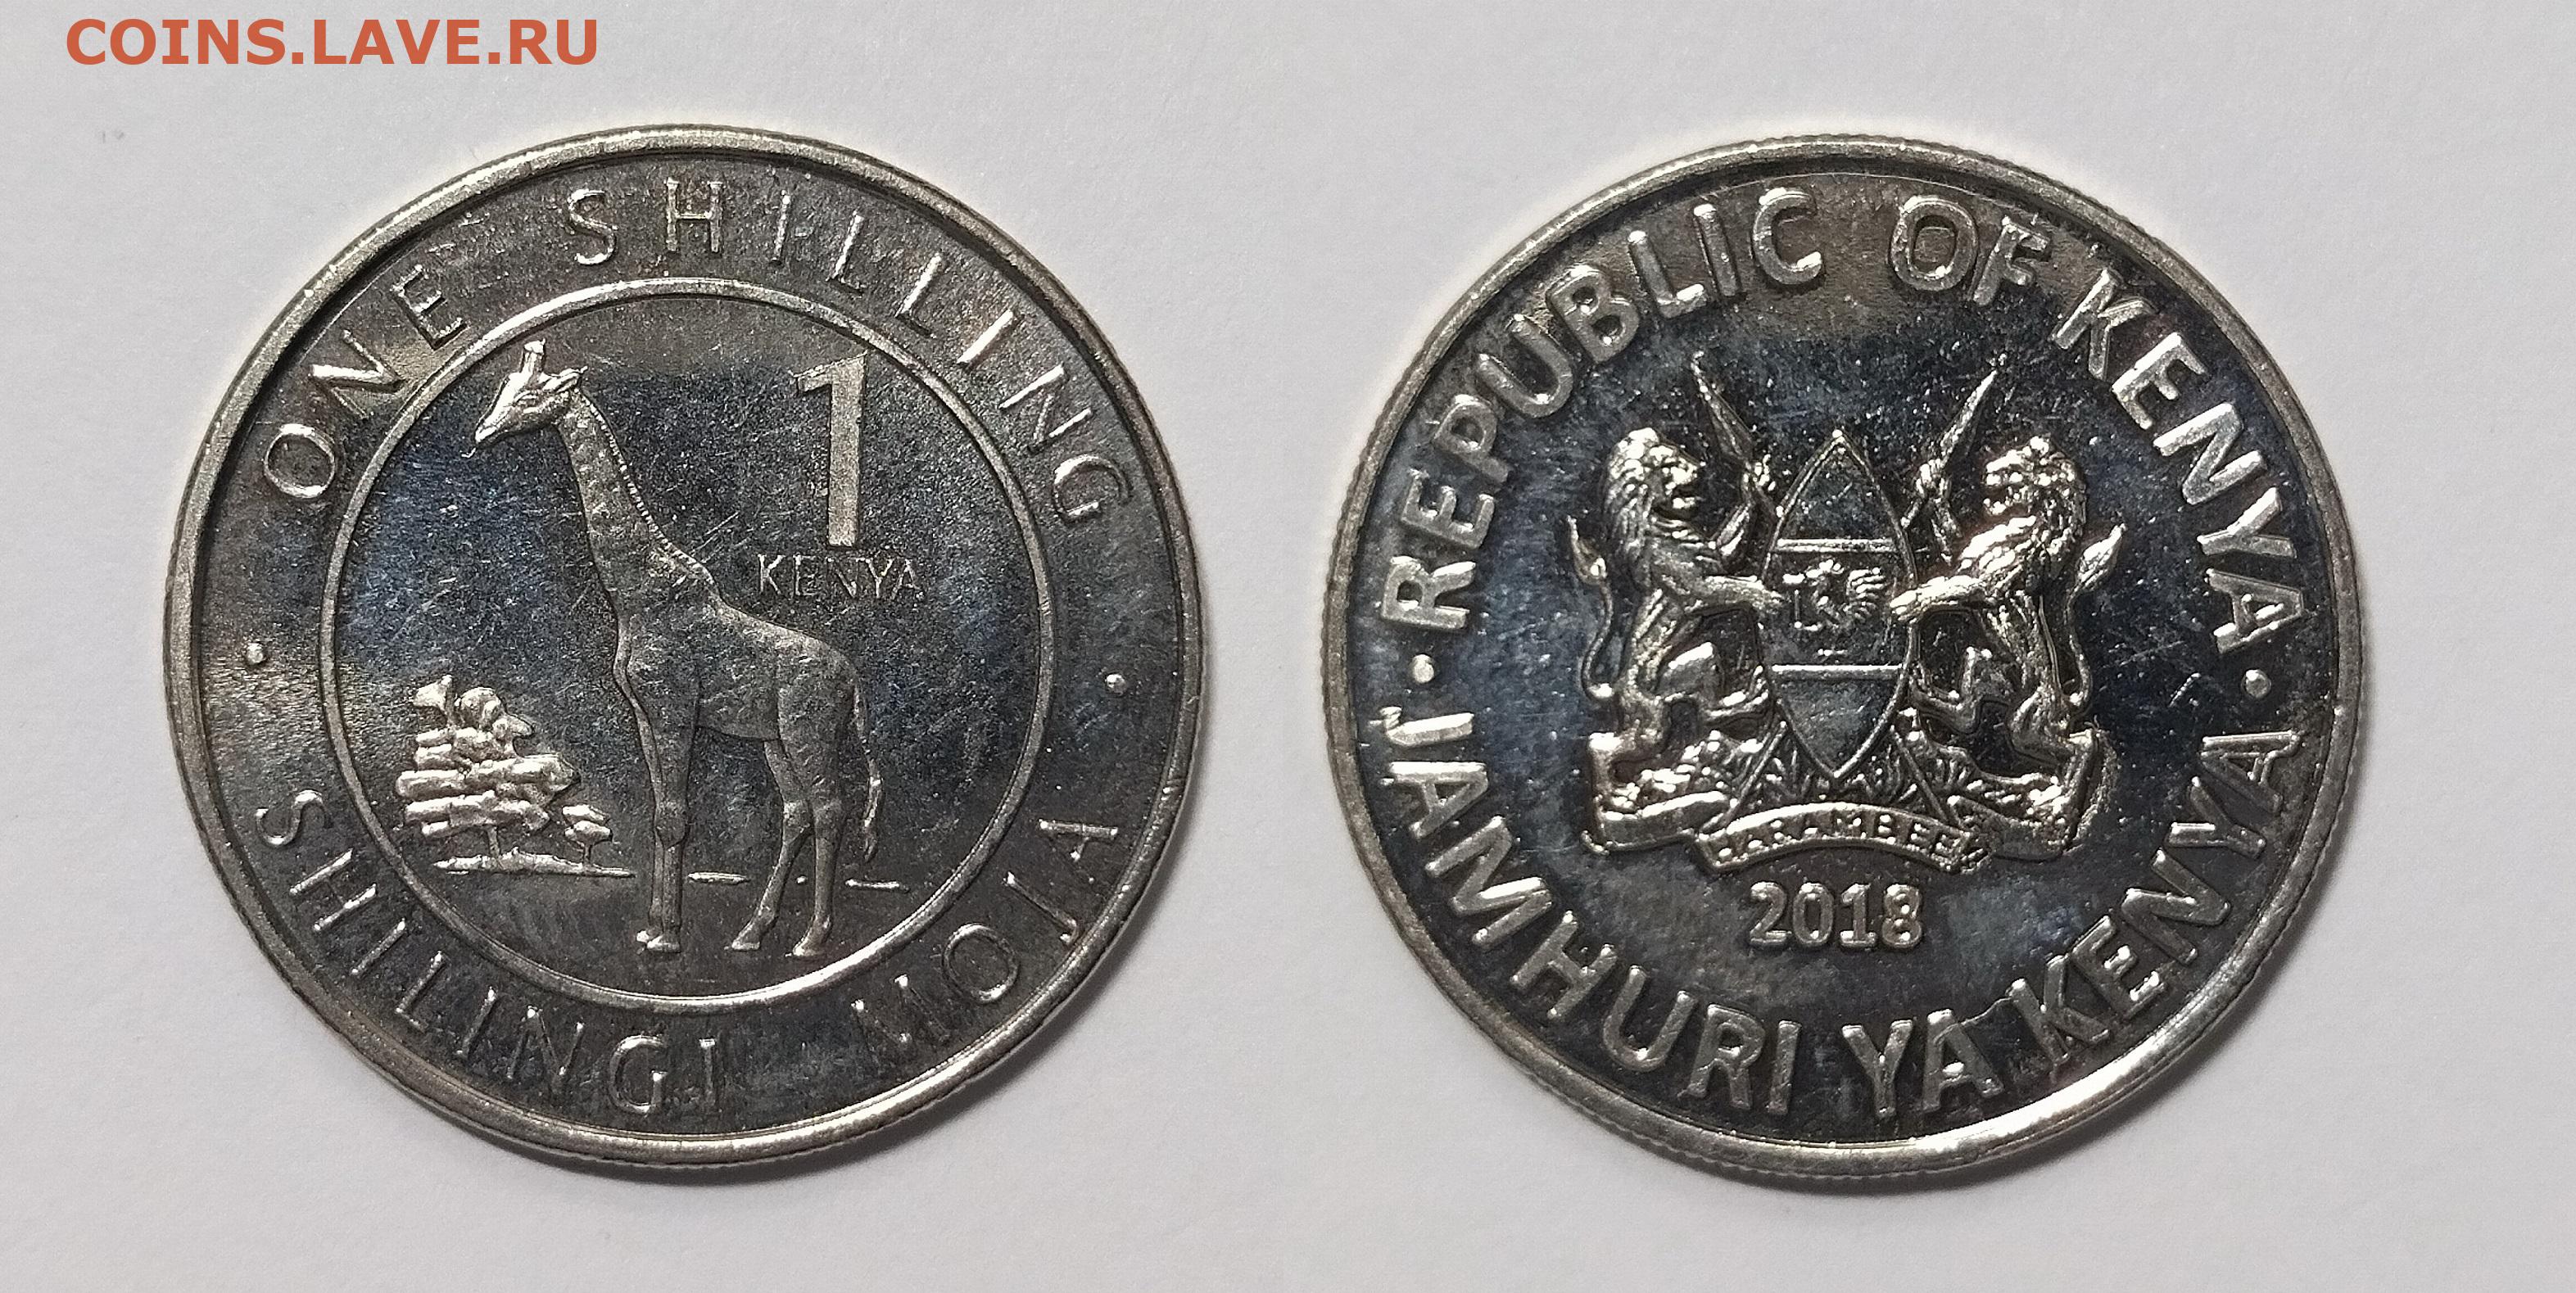 COINS.LAVE.RU
· ONE SHILLING ·
1
KENYA
SHILINGI MOJA
· REPUBLIC OF KENYA ·
HARAMBEE
2018
JAMHURI YA KENYA